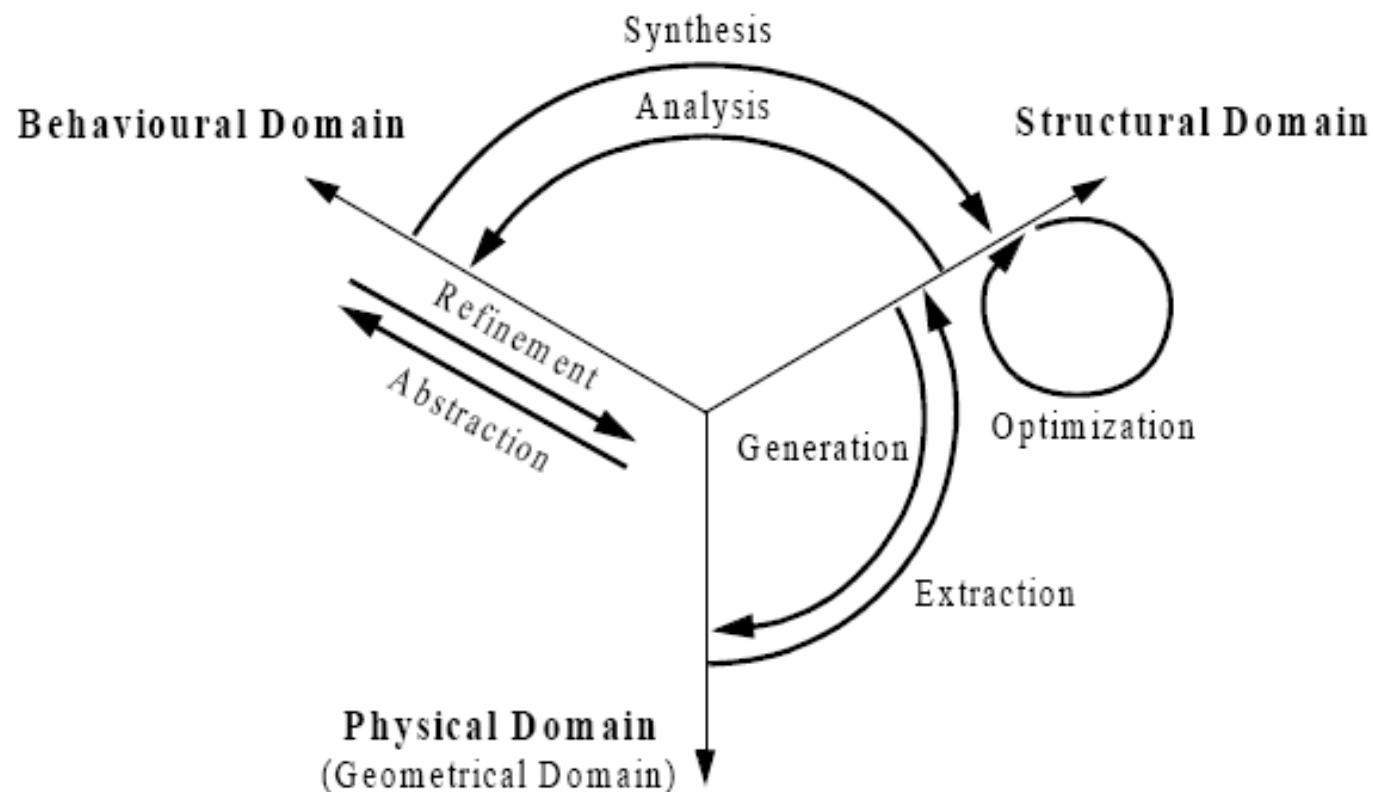 Synthesis
Analysis
Behavioural Domain
Structural Domain
Refinement
Abstraction
Generation
Optimization
Extraction
Physical Domain
(Geometrical Domain)